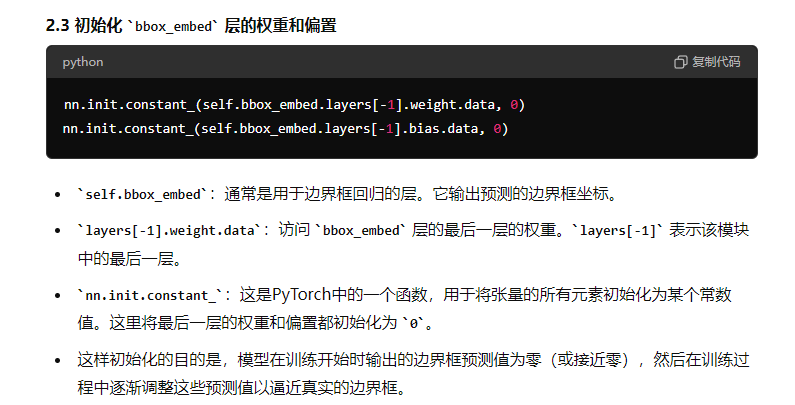 2.3 初始化 `bbox_embed` 层的权重和偏置
python
复制代码
nn.init.constant_(self.bbox_embed.layers[-1].weight.data, 0)
nn.init.constant_(self.bbox_embed.layers[-1].bias.data, 0)
• `self.bbox_embed`：通常是用于边界框回归的层。它输出预测的边界框坐标。
• `layers[-1].weight.data`：访问 `bbox_embed` 层的最后一层的权重。`layers[-1]` 表示该模块
中的最后一层。
• `nn.init.constant_`：这是PyTorch中的一个函数，用于将张量的所有元素初始化为某个常数
值。这里将最后一层的权重和偏置都初始化为 `0`。
• 这样初始化的目的是，模型在训练开始时输出的边界框预测值为零（或接近零），然后在训练过
程中逐渐调整这些预测值以逼近真实的边界框。